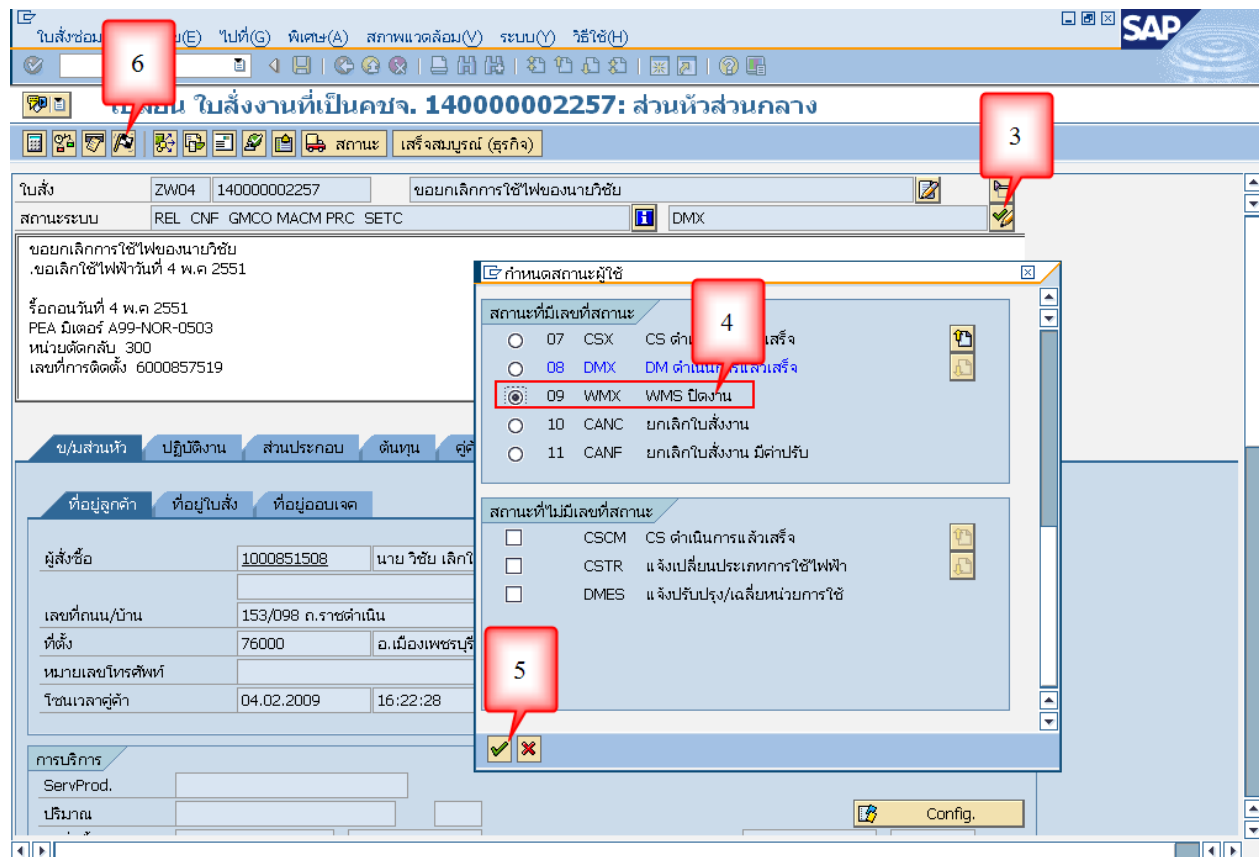 ใบสั่งซ่อม (E) ไปที่(G) พิเศษ(A) สภาพแวดล้อม(V) ระบบ(Y) วิธีใช้(H)
SAP
6
ใบสั่งงานที่เป็นคชจ. 140000002257: ส่วนหัวส่วนกลาง
สถานะ เสร็จสมบูรณ์ (ธุรกิจ)
3
ใบสั่ง ZW04 140000002257 ขอยกเลิกการใช้ไฟของนายวิชัย
สถานะระบบ REL CNF GMCO MACM PRC SETC DMX
ขอยกเลิกการใช้ไฟของนายวิชัย
.ขอเลิกใช้ไฟฟ้าวันที่ 4 พ.ค 2551
รื้อถอนวันที่ 4 พ.ค 2551
PEA มิเตอร์ A99-NOR-0503
หน่วยตัดกลับ 300
เลขที่การติดตั้ง 6000857519
ข/มส่วนหัว ปฏิบัติงาน ส่วนประกอบ ต้นทุน
ที่อยู่ลูกค้า ที่อยู่ใบสั่ง ที่อยู่ออบเจค
ผู้สั่งซื้อ 1000851508 นาย วิชัย
เลขที่ถนน/บ้าน 153/098 ถ.ราชดำเนิน
ที่ตั้ง 76000 อ.เมืองเพชรบุรี
หมายเลขโทรศัพท์
โซนเวลาคู่ค้า 04.02.2009 16:22:28
การบริการ
ServProd.
ปริมาณ
Config.
กำหนดสถานะผู้ใช้
สถานะที่มีเลขที่สถานะ
4
07 CSX CS
08 DMX DM ดำเนินการแล้วเสร็จ
09 WMX WMS ปิดงาน
10 CANC ยกเลิกใบสั่งงาน
11 CANF ยกเลิกใบสั่งงาน มีค่าปรับ
สถานะที่ไม่มีเลขที่สถานะ
CSCM CS ดำเนินการแล้วเสร็จ
CSTR แจ้งเปลี่ยนประเภทการใช้ไฟฟ้า
DMES แจ้งปรับปรุง/เฉลี่ยหน่วยการใช้
5